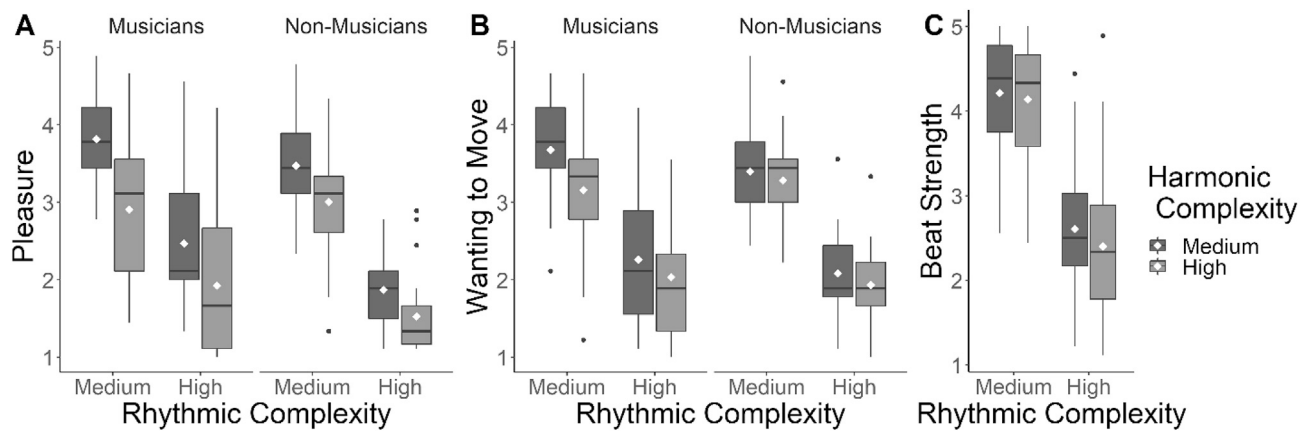 A
Musicians
Non-Musicians
Pleasure
5
4
3
2
1
Medium
High
Medium
High
Rhythmic Complexity
B
Musicians
Non-Musicians
Wanting to Move
5
4
3
2
1
Medium
High
Medium
High
Rhythmic Complexity
C
Beat Strength
5
4
3
2
1
Medium
High
Rhythmic Complexity
Harmonic
Complexity
Medium
High